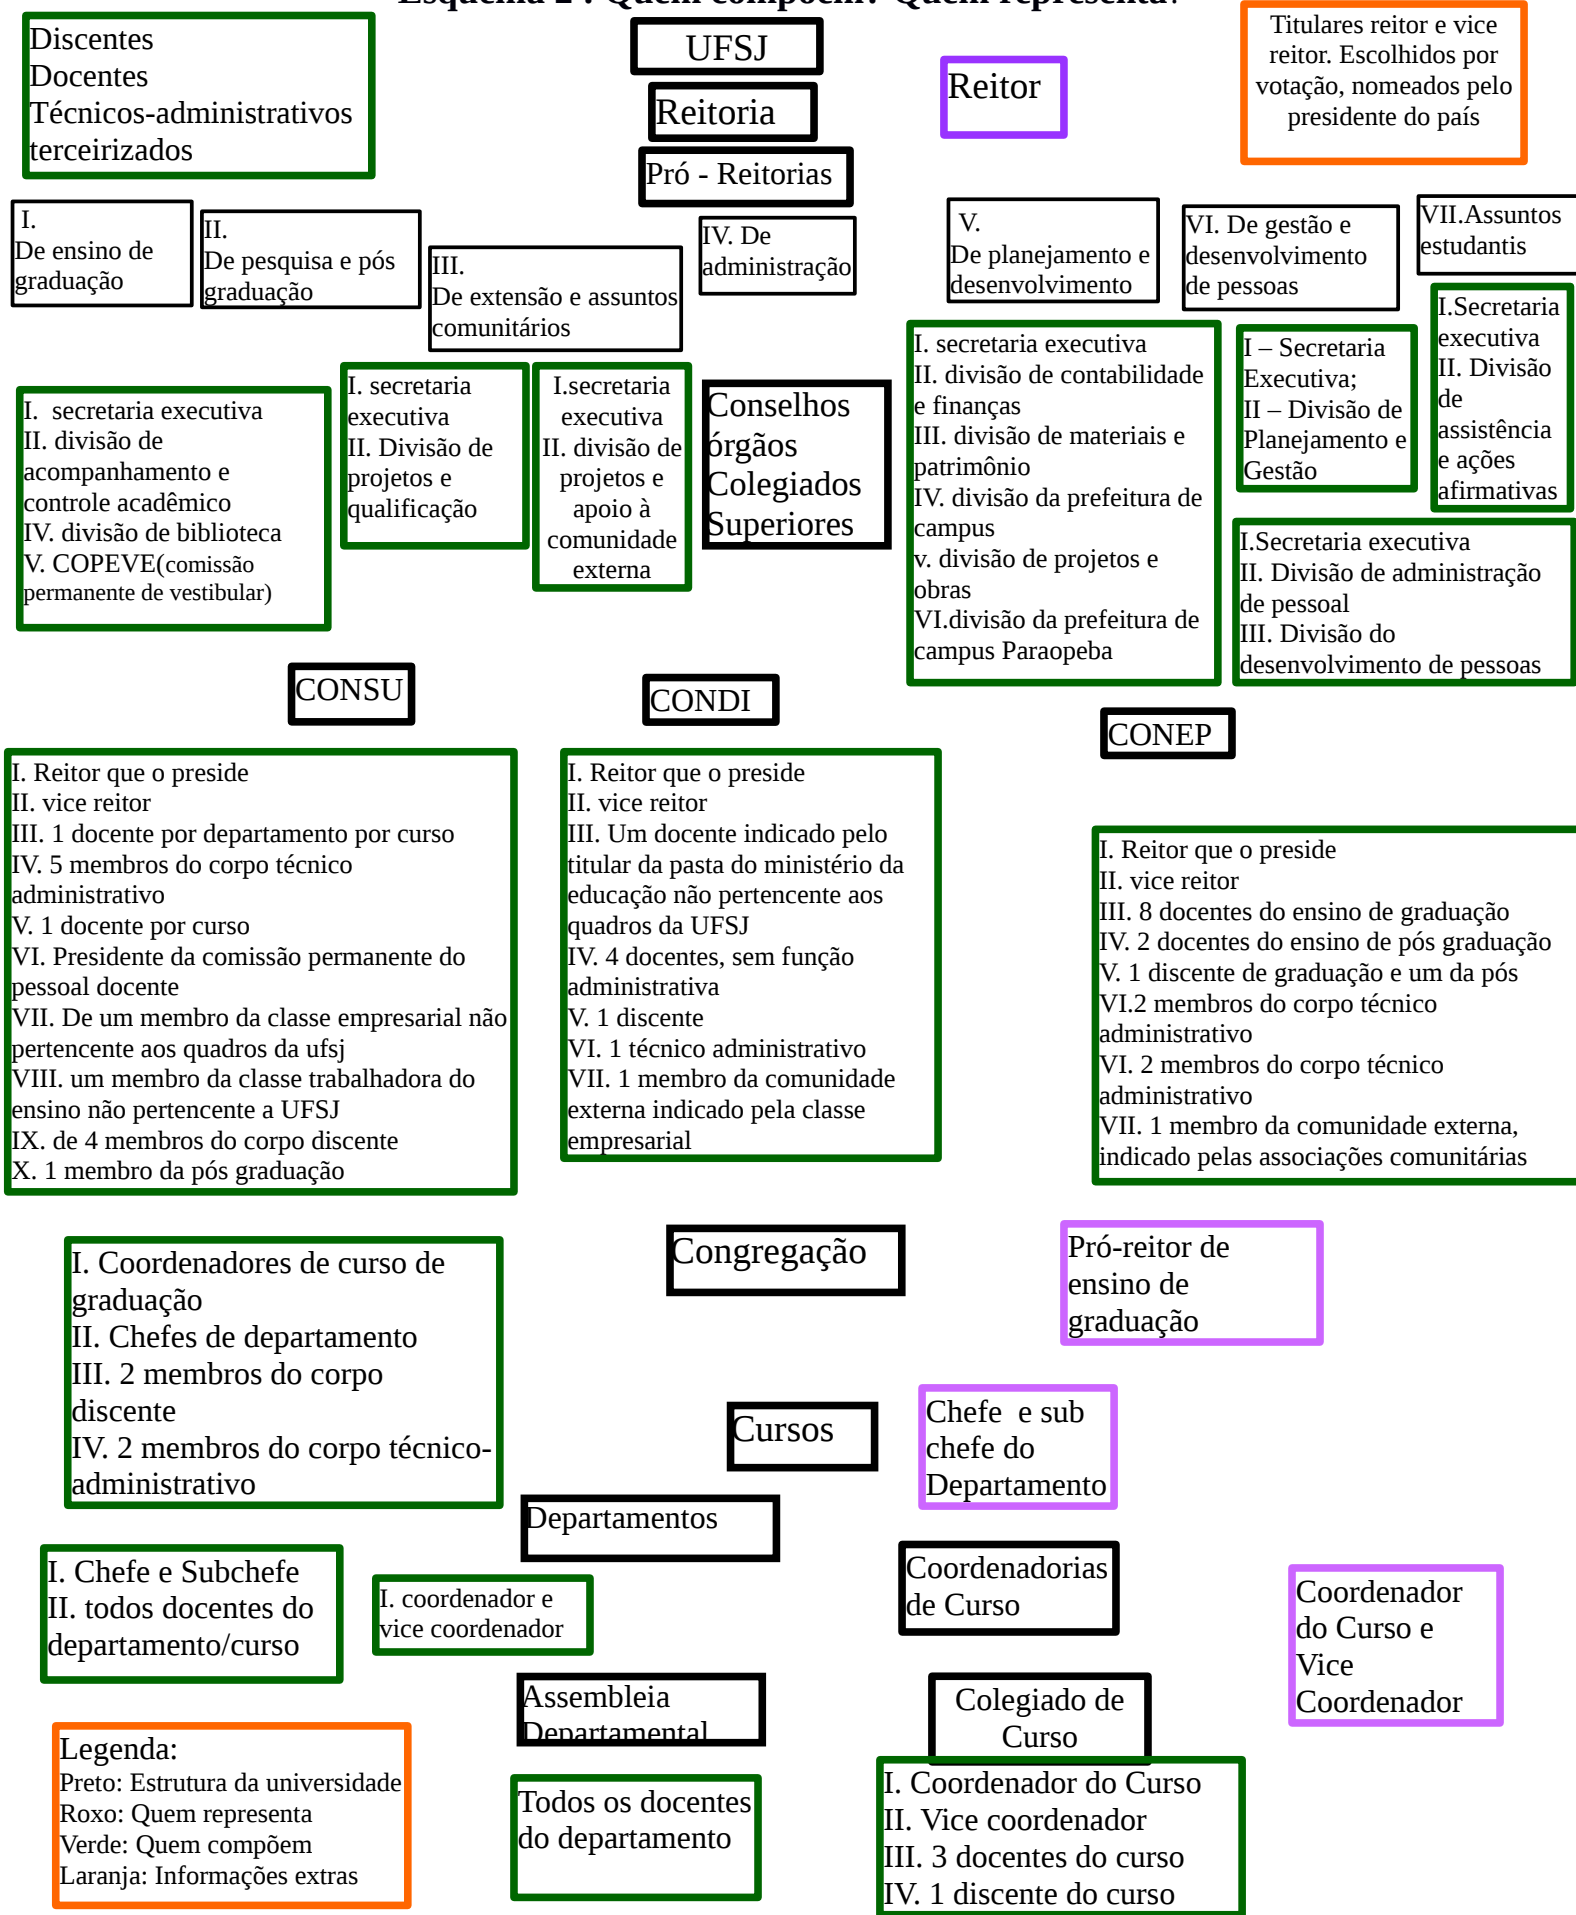 Esquema 2 : Quem compõem? Quem representa?
Discentes
Docentes
Técnicos-administrativos
terceirizados
UFSJ
Reitoria
Pró - Reitorias
Reitor
Titulares reitor e vice
reitor. Escolhidos por
votação, nomeados pelo
presidente do país
I.
De ensino de
graduação
II.
De pesquisa e pós
graduação
III.
De extensão e assuntos
comunitários
IV. De
administração
V.
De planejamento e
desenvolvimento
VI. De gestão e
desenvolvimento
de pessoas
VII.Assuntos
estudantis
I. secretaria executiva
II. divisão de
acompanhamento e
controle acadêmico
IV. divisão de biblioteca
V. COPEVE(comissão
permanente de vestibular)
I. secretaria
executiva
II. Divisão de
projetos e
qualificação
I.secretaria
executiva
II. divisão de
projetos e
apoio à
comunidade
externa
Conselhos
órgãos
Colegiados
Superiores
I. secretaria executiva
II. divisão de contabilidade
e finanças
III. divisão de materiais e
patrimônio
IV. divisão da prefeitura de
campus
v. divisão de projetos e
obras
VI.divisão da prefeitura de
campus Paraopeba
I – Secretaria
Executiva;
II – Divisão de
Planejamento e
Gestão
I.Secretaria
executiva
II. Divisão
de
assistência
e ações
afirmativas
I.Secretaria executiva
II. Divisão de administração
de pessoal
III. Divisão do
desenvolvimento de pessoas
CONSU
CONDI
CONEP
I. Reitor que o preside
II. vice reitor
III. 1 docente por departamento por curso
IV. 5 membros do corpo técnico
administrativo
V. 1 docente por curso
VI. Presidente da comissão permanente do
pessoal docente
VII. De um membro da classe empresarial não
pertencente aos quadros da ufsj
VIII. um membro da classe trabalhadora do
ensino não pertencente a UFSJ
IX. de 4 membros do corpo discente
X. 1 membro da pós graduação
I. Reitor que o preside
II. vice reitor
III. Um docente indicado pelo
titular da pasta do ministério da
educação não pertencente aos
quadros da UFSJ
IV. 4 docentes, sem função
administrativa
V. 1 discente
VI. 1 técnico administrativo
VII. 1 membro da comunidade
externa indicado pela classe
empresarial
I. Reitor que o preside
II. vice reitor
III. 8 docentes do ensino de graduação
IV. 2 docentes do ensino de pós graduação
V. 1 discente de graduação e um da pós
VI.2 membros do corpo técnico
administrativo
VI. 2 membros do corpo técnico
administrativo
VII. 1 membro da comunidade externa,
indicado pelas associações comunitárias
I. Coordenadores de curso de
graduação
II. Chefes de departamento
III. 2 membros do corpo
discente
IV. 2 membros do corpo técnico-
administrativo
Congregação
Pró-reitor de
ensino de
graduação
Cursos
Chefe e sub
chefe do
Departamento
Departamentos
I. Chefe e Subchefe
II. todos docentes do
departamento/curso
I. coordenador e
vice coordenador
Coordenadorias
de Curso
Coordenador
do Curso e
Vice
Coordenador
Assembleia
Departamental
Colegiado de
Curso
Legenda:
Preto: Estrutura da universidade
Roxo: Quem representa
Verde: Quem compõem
Laranja: Informações extras
Todos os docentes
do departamento
I. Coordenador do Curso
II. Vice coordenador
III. 3 docentes do curso
IV. 1 discente do curso